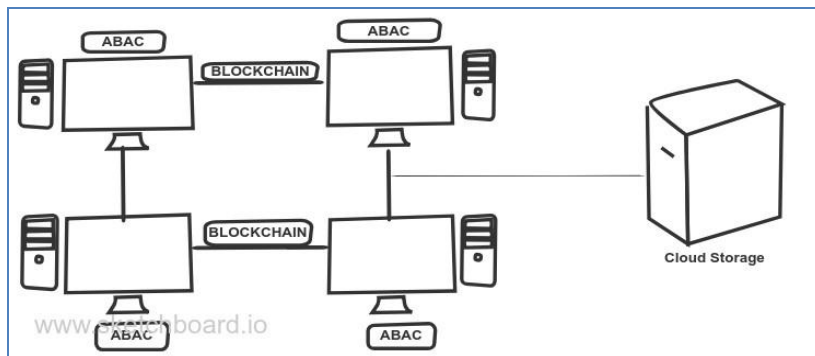 ABAC
ABAC
BLOCKCHAIN
BLOCKCHAIN
Cloud Storage
www.sketchboard.io
ABAC
ABAC